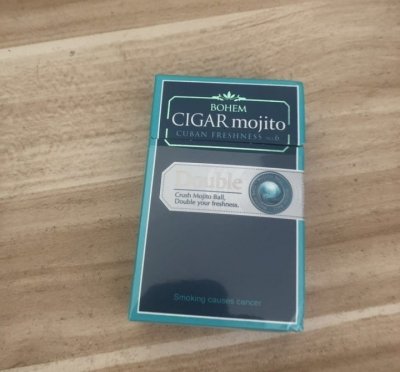 BOHEM
CIGAR mojito
CUBAN FRESHNESS No.6
Double
Crush Mojito Ball,
Double your freshness.
Smoking causes cancer